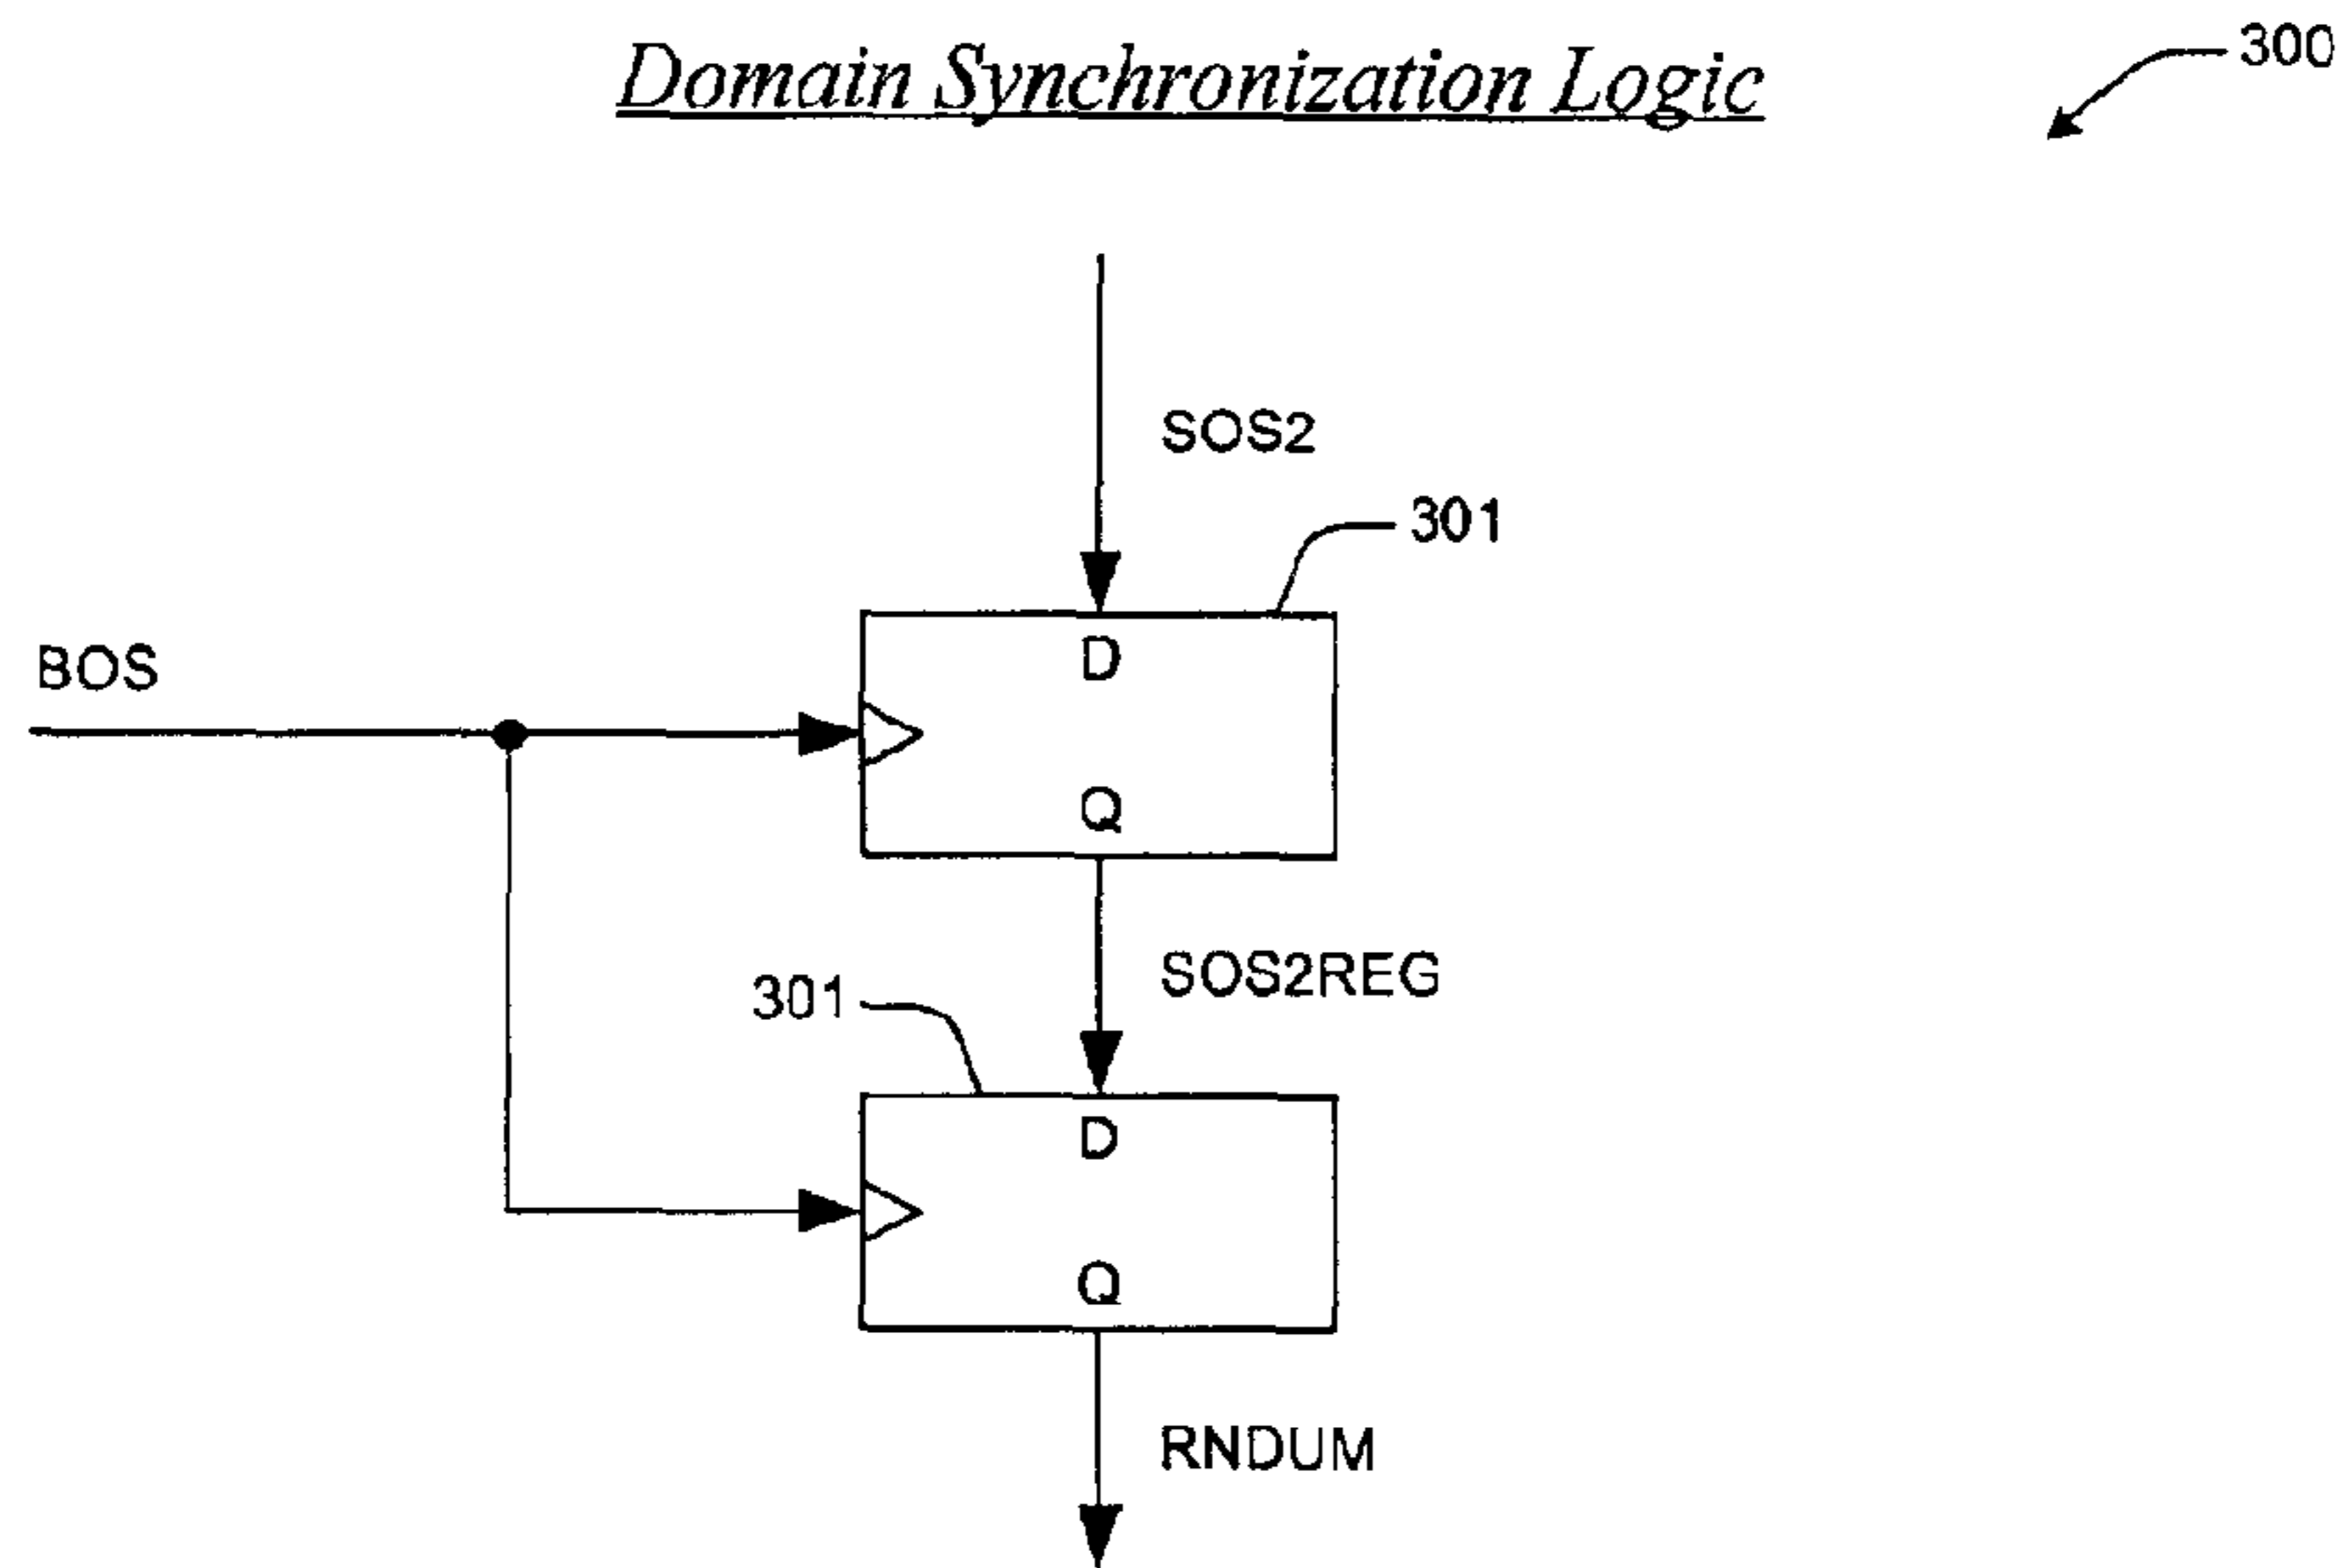 Domain Synchronization Logic
300
SOS2
301
BOS
D
Q
SOS2REG
301
D
Q
RNDUM